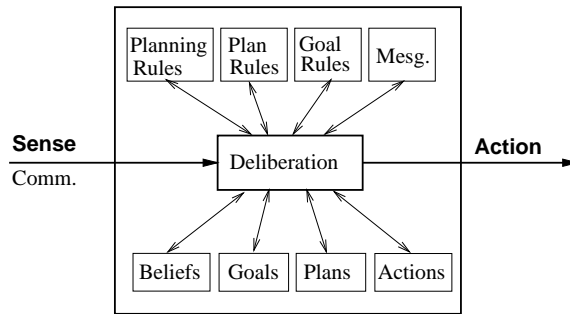 Planning
Rules
Plan
Rules
Goal
Rules
Mesg.
Sense
Comm.
Deliberation
Action
Beliefs
Goals
Plans
Actions